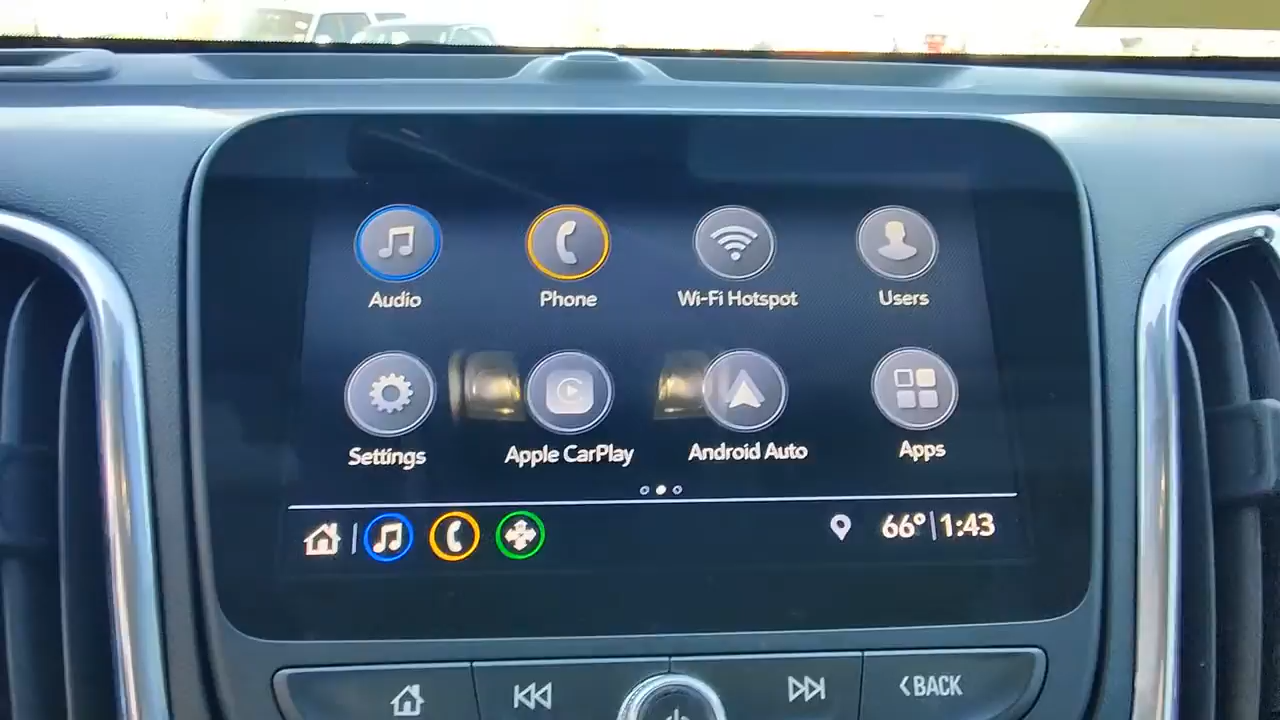 Audio Phone Wi-Fi Hotspot Users
Settings Apple CarPlay Android Auto Apps
66° 1:43
BACK